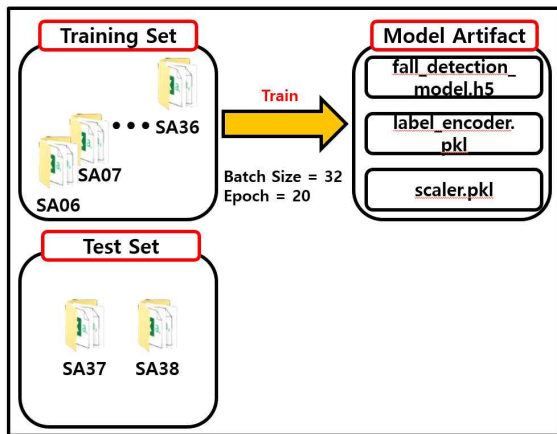 Training Set
SA36
SA07
SA06
Train
Batch Size = 32
Epoch = 20
Model Artifact
fall_detection_
model.h5
label_encoder.
pkl
scaler.pkl
Test Set
SA37
SA38